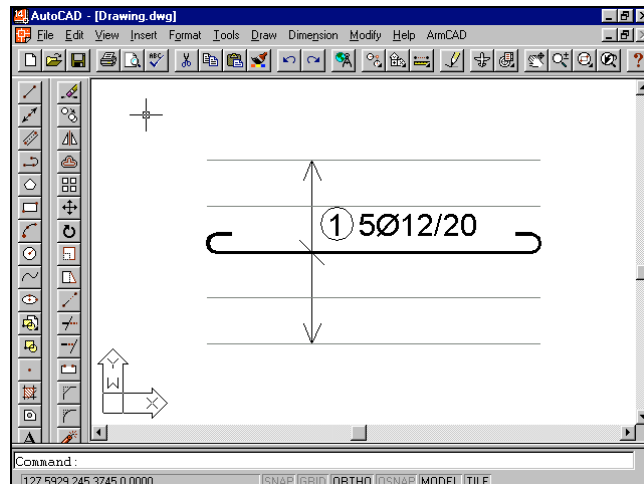 AutoCAD - [Drawing.dwg]
File Edit View Insert Format Tools Draw Dimension Modify Help ArmCAD
ABC
?
1 5Ø12/20
Y
W
X
A
Command:
127.5929,245.3745,0.0000 SNAP GRID ORTHO OSNAP MODEL TILE